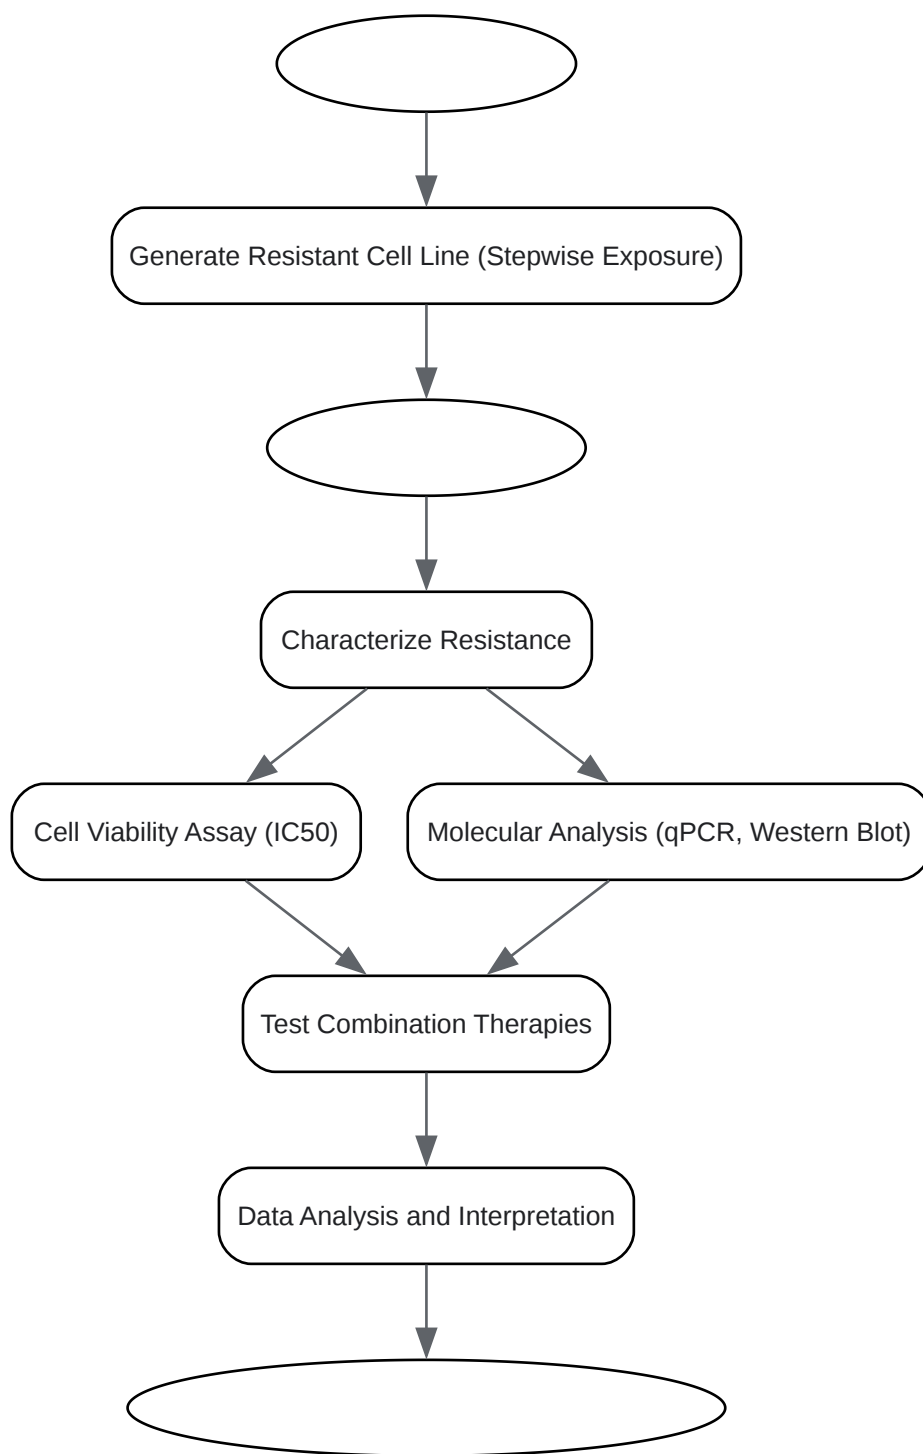 Generate Resistant Cell Line (Stepwise Exposure)
Characterize Resistance
Cell Viability Assay (IC50)
Molecular Analysis (qPCR, Western Blot)
Test Combination Therapies
Data Analysis and Interpretation